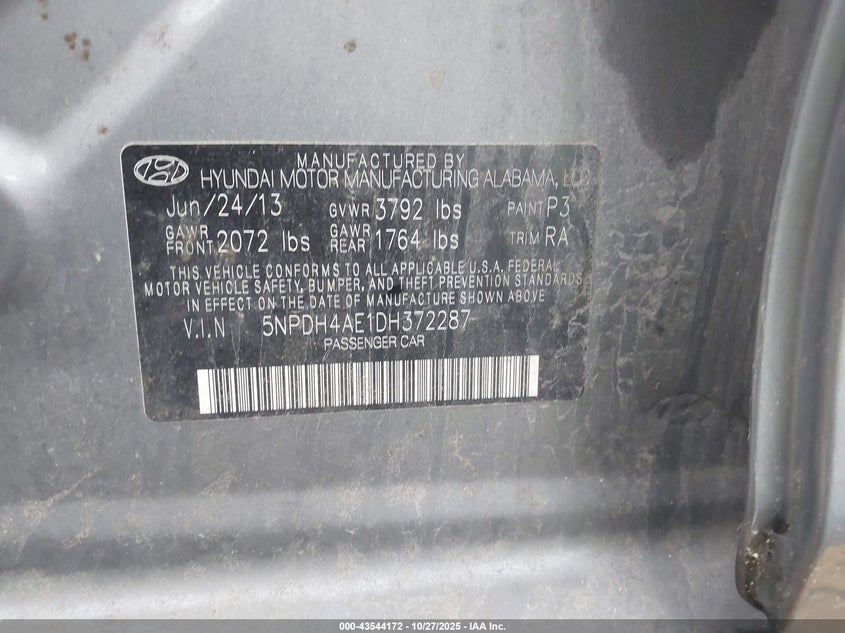 MANUFACTURED BY
HYUNDAI MOTOR MANUFACTURING ALABAMA, LLC
Jun/24/13 GVWR 3792 lbs PAINT P3
GAWR FRONT 2072 lbs GAWR REAR 1764 lbs TRIM RA
THIS VEHICLE CONFORMS TO ALL APPLICABLE U.S.A. FEDERAL
MOTOR VEHICLE SAFETY, BUMPER, AND THEFT PREVENTION STANDARDS
IN EFFECT ON THE DATE OF MANUFACTURE SHOWN ABOVE
V.I.N 5NPDH4AE1DH372287
PASSENGER CAR
000-43544172 | 10/27/2025 | IAA Inc.